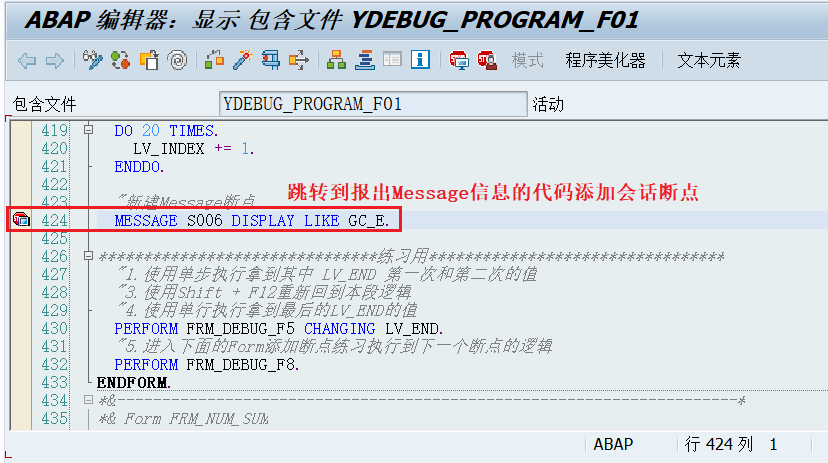 ABAP 编辑器：显示 包含文件 YDEBUG_PROGRAM_F01
模式 程序美化器 文本元素
包含文件 YDEBUG_PROGRAM_F01 活动
419 DO 20 TIMES.
420 LV_INDEX += 1.
421 ENDDO.
422
423 "新建Message断点 跳转到报出Message信息的代码添加会话断点
424 MESSAGE S006 DISPLAY LIKE GC_E.
425
426 ******************************练习用********************************
427 "1.使用单步执行拿到其中 LV_END 第一次和第二次的值
428 "3.使用Shift + F12重新回到本段逻辑
429 "4.使用单行执行拿到最后的LV_END的值
430 PERFORM FRM_DEBUG_F5 CHANGING LV_END.
431 "5.进入下面的Form添加断点练习执行到下一个断点的逻辑
432 PERFORM FRM_DEBUG_F8.
433 ENDFORM.
434 *&---------------------------------------------------------------------*
435 *& Form FRM_NUM_SUM
ABAP 行 424 列 1